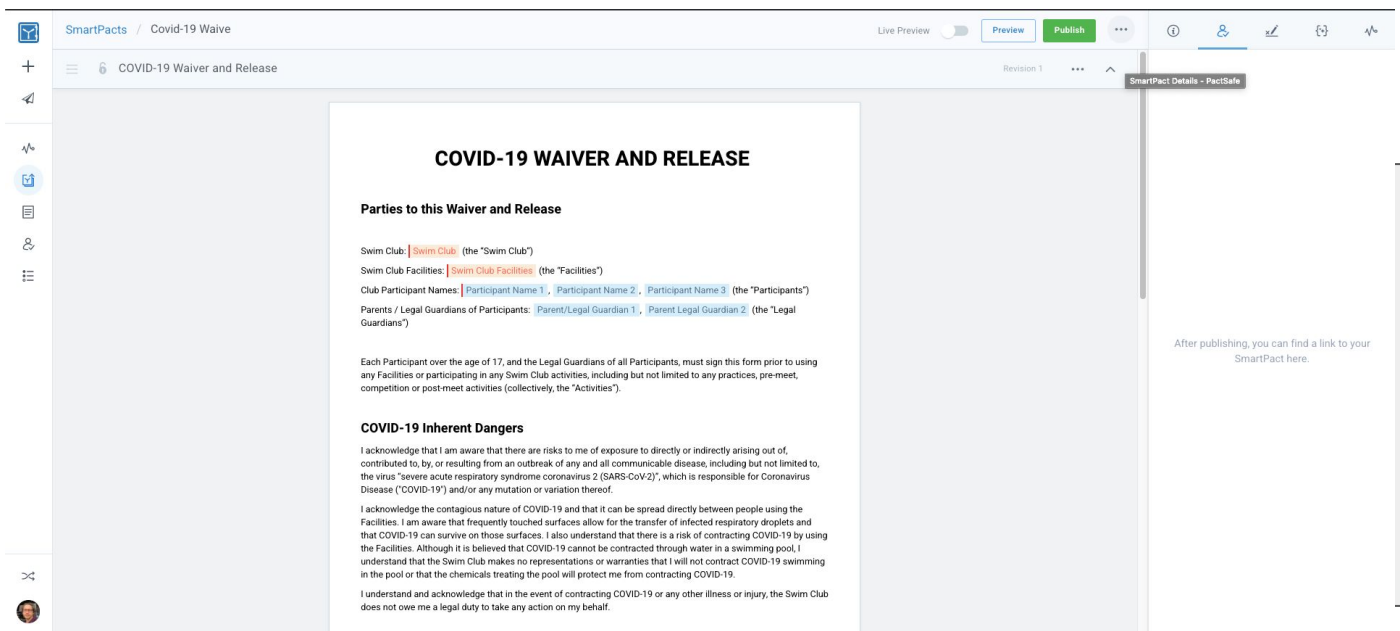 SmartPacts / Covid-19 Waive
Live Preview
Preview
Publish
COVID-19 Waiver and Release
Revision 1
SmartPact Details - PactSafe
COVID-19 WAIVER AND RELEASE
Parties to this Waiver and Release
Swim Club: Swim Club (the "Swim Club")
Swim Club Facilities: Swim Club Facilities (the "Facilities")
Club Participant Names: Participant Name 1 , Participant Name 2 , Participant Name 3 (the "Participants")
Parents / Legal Guardians of Participants: Parent/Legal Guardian 1 , Parent Legal Guardian 2 (the "Legal
Guardians")
Each Participant over the age of 17, and the Legal Guardians of all Participants, must sign this form prior to using
any Facilities or participating in any Swim Club activities, including but not limited to any practices, pre-meet,
competition or post-meet activities (collectively, the "Activities").
COVID-19 Inherent Dangers
I acknowledge that I am aware that there are risks to me of exposure to directly or indirectly arising out of,
contributed to, by, or resulting from an outbreak of any and all communicable disease, including but not limited to,
the virus "severe acute respiratory syndrome coronavirus 2 (SARS-CoV-2)", which is responsible for Coronavirus
Disease ("COVID-19") and/or any mutation or variation thereof.
I acknowledge the contagious nature of COVID-19 and that it can be spread directly between people using the
Facilities. I am aware that frequently touched surfaces allow for the transfer of infected respiratory droplets and
that COVID-19 can survive on those surfaces. I also understand that there is a risk of contracting COVID-19 by using
the Facilities. Although it is believed that COVID-19 cannot be contracted through water in a swimming pool, I
understand that the Swim Club makes no representations or warranties that I will not contract COVID-19 swimming
in the pool or that the chemicals treating the pool will protect me from contracting COVID-19.
I understand and acknowledge that in the event of contracting COVID-19 or any other illness or injury, the Swim Club
does not owe me a legal duty to take any action on my behalf.
After publishing, you can find a link to your
SmartPact here.